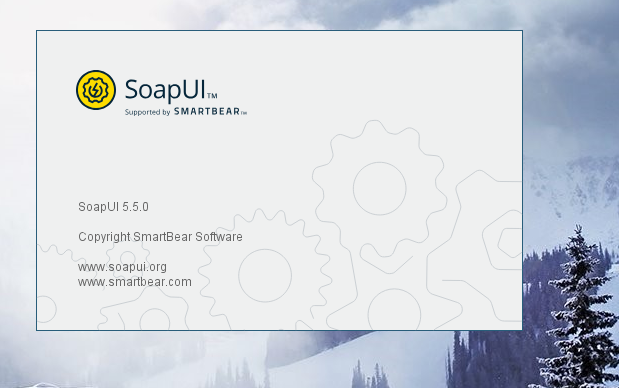 SoapUI™
Supported by SMARTBEAR™
SoapUI 5.5.0
Copyright SmartBear Software
www.soapui.org
www.smartbear.com